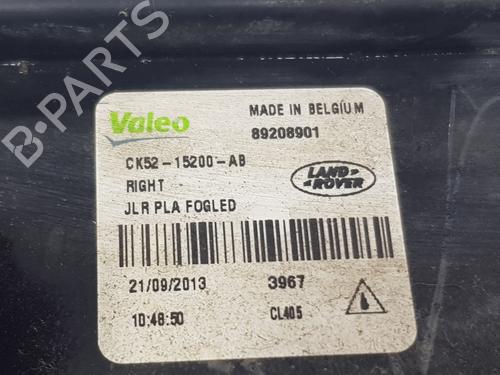 Valeo
MADE IN BELGIUM
89208901
CK52-15200-AB
RIGHT
LAND ROVER
JLR PLA FOGLED
21/09/2013
3967
10:48:50
CL405
B-PARTS